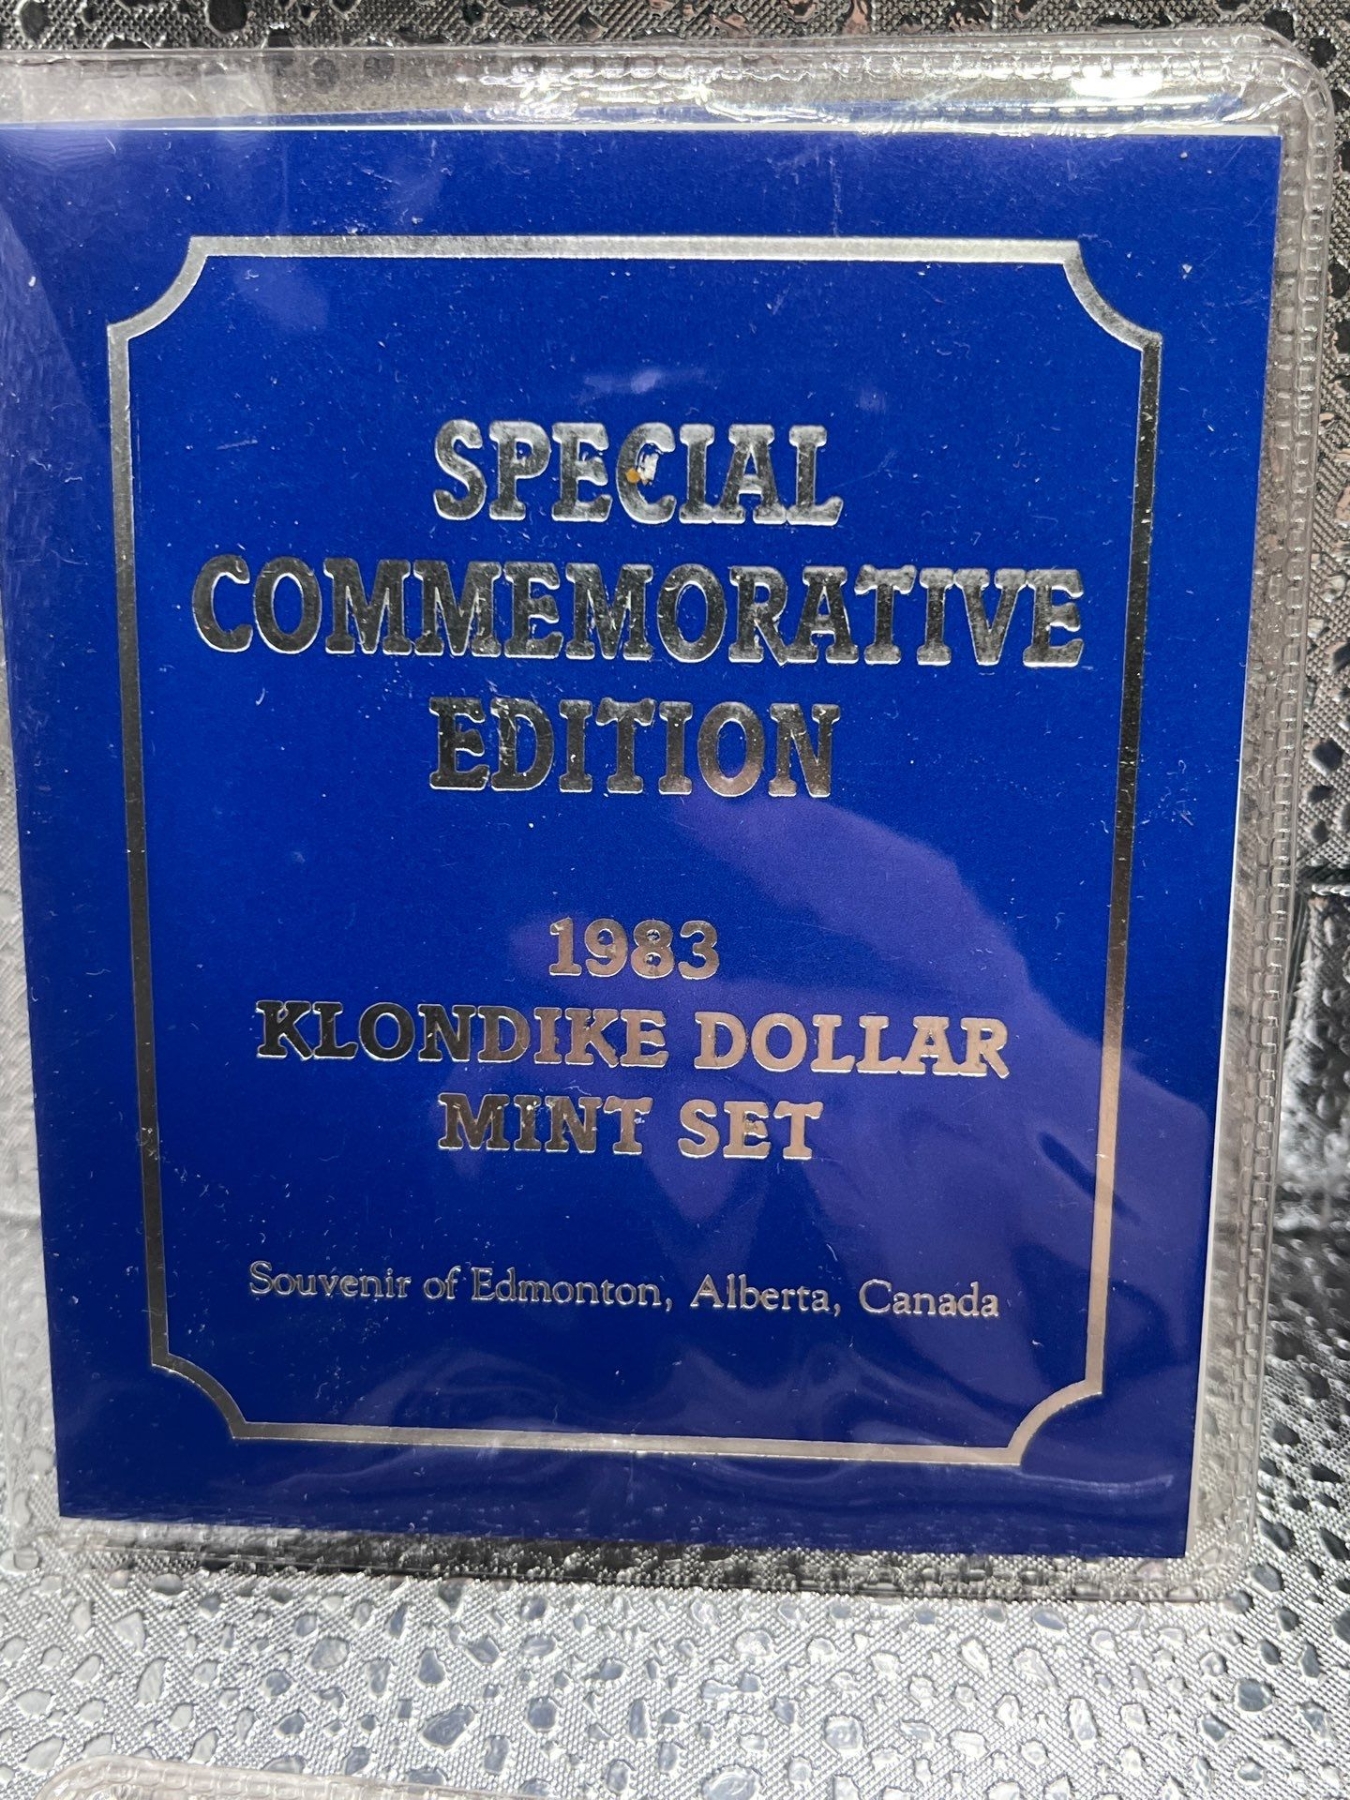 SPECIAL
COMMEMORATIVE
EDITION
1983
KLONDIKE DOLLAR
MINT SET
Souvenir of Edmonton, Alberta, Canada